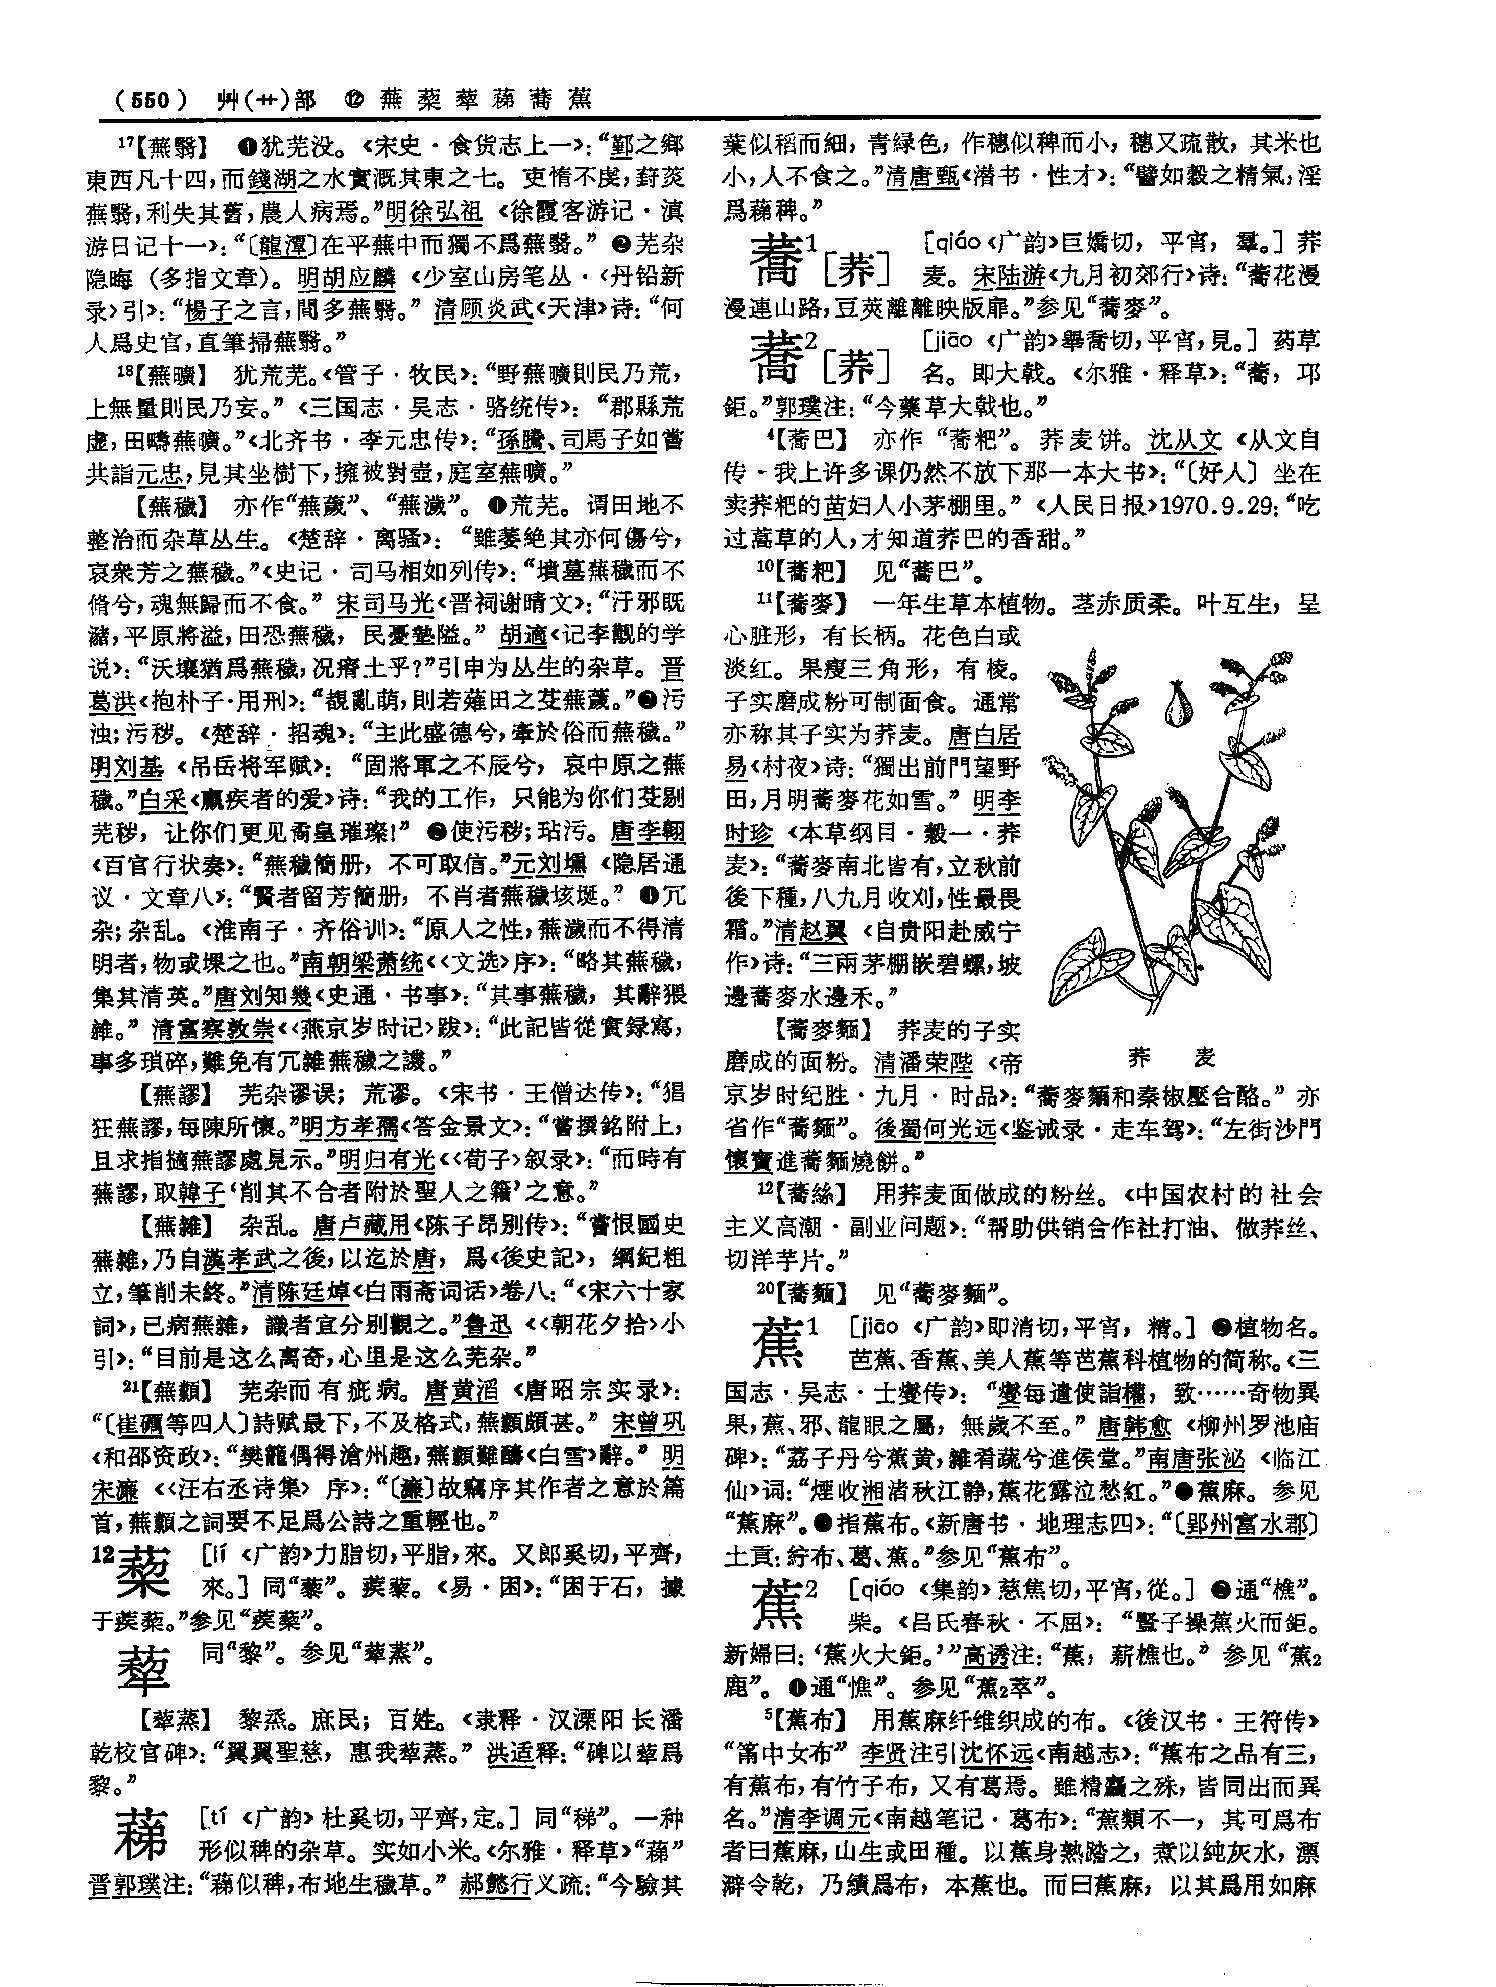 (550) 艸(艹)部 ⑫ 蕪蔾䔧蕛蕎蕉
17【蕪翳】 ❶犹芜没。《宋史·食货志上一》：“鄞之鄉
東西凡十四，而錢湖之水實溉其東之七。吏惰不虔，葑菼
蕪翳，利失其舊，農人病焉。”明徐弘祖《徐霞客游记·滇
游日记十一》：“〔龍潭〕在平蕪中而獨不爲蕪翳。” ❷芜杂
隐晦（多指文章）。明胡应麟《少室山房笔丛·〈丹铅新
录〉引》：“楊子之言，間多蕪翳。” 清顾炎武《天津》诗：“何
人爲史官，直筆掃蕪翳。”
18【蕪曠】 犹荒芜。《管子·牧民》：“野蕪曠則民乃荒，
上無量則民乃妄。”《三国志·吴志·骆统传》：“郡縣荒
虚，田疇蕪曠。”《北齐书·李元忠传》：“孫騰、司馬子如嘗
共詣元忠，見其坐樹下，擁被對壺，庭室蕪曠。”
【蕪穢】 亦作“蕪薉”、“蕪濊”。❶荒芜。谓田地不
整治而杂草丛生。《楚辞·离骚》：“雖萎绝其亦何傷兮，
哀衆芳之蕪穢。”《史记·司马相如列传》：“墳墓蕪穢而不
脩兮，魂無歸而不食。” 宋司马光《晋祠谢晴文》：“汙邪既
瀦，平原將溢，田恐蕪穢，民憂墊隘。” 胡適《记李觏的学
说》：“沃壤猶爲蕪穢，况瘠土乎？”引申为丛生的杂草。晋
葛洪《抱朴子·用刑》：“覩亂萌，則若薙田之芟蕪薉。”❷污
浊；污秽。《楚辞·招魂》：“主此盛德兮，牽於俗而蕪穢。”
明刘基《吊岳将军赋》：“固將軍之不辰兮，哀中原之蕪
穢。”白采《羸疾者的爱》诗：“我的工作，只能为你们芟剔
芜秽，让你们更见矞皇璀璨！” ❸使污秽；玷污。唐李翱
《百官行状奏》：“蕪穢簡册，不可取信。”元刘壎《隐居通
议·文章八》：“賢者留芳簡册，不肖者蕪穢垓埏。” ❹冗
杂；杂乱。《淮南子·齐俗训》：“原人之性，蕪濊而不得清
明者，物或堁之也。”南朝梁萧统《〈文选〉序》：“略其蕪穢，
集其清英。”唐刘知幾《史通·书事》：“其事蕪穢，其辭猥
雜。” 清富察敦崇《〈燕京岁时记〉跋》：“此記皆從實録寫，
事多瑣碎，難免有冗雜蕪穢之譏。”
【蕪謬】 芜杂谬误；荒谬。《宋书·王僧达传》：“猖
狂蕪謬，每陳所懷。”明方孝孺《答金景文》：“嘗撰銘附上，
且求指摘蕪謬處見示。”明归有光《〈荀子〉叙录》：“而時有
蕪謬，取韓子‘削其不合者附於聖人之籍’之意。”
【蕪雜】 杂乱。唐卢藏用《陈子昂别传》：“嘗恨國史
蕪雜，乃自漢孝武之後，以迄於唐，爲《後史記》，綱紀粗
立，筆削未終。”清陈廷焯《白雨斋词话》卷八：“《宋六十家
詞》，已病蕪雜，識者宜分别觀之。”鲁迅《〈朝花夕拾〉小
引》：“目前是这么离奇，心里是这么芜杂。”
21【蕪纇】 芜杂而有疵病。唐黄滔《唐昭宗实录》：
“〔崔礪等四人〕詩赋最下，不及格式，蕪纇頗甚。” 宋曾巩
《和邵资政》：“樊籠偶得滄州趣，蕪纇難醻《白雪》辭。” 明
宋濂《〈汪右丞诗集〉序》：“〔濂〕故竊序其作者之意於篇
首，蕪纇之詞要不足爲公詩之重輕也。”
12蔾 [lí 《广韵》力脂切，平脂，來。又郎奚切，平齊，
來。] 同“藜”。蒺藜。《易·困》：“困于石，據
于蒺蔾。”参见“蒺藜”。
䔧 同“黎”。参见“䔧蒸”。
【䔧蒸】 黎烝。庶民；百姓。《隶释·汉溧阳长潘
乾校官碑》：“翼翼聖慈，惠我䔧蒸。” 洪适释：“碑以䔧爲
黎。”
蕛 [tí 《广韵》杜奚切，平齊，定。] 同“稊”。一种
形似稗的杂草。实如小米。《尔雅·释草》“蕛”
晋郭璞注：“蕛似稗，布地生穢草。” 郝懿行义疏：“今驗其
葉似稻而細，青緑色，作穗似稗而小，穗又疏散，其米也
小，人不食之。”清唐甄《潜书·性才》：“譬如穀之精氣，淫
爲蕛稗。”
蕎1[荞] [qiáo《广韵》巨嬌切，平宵，羣。] 荞
麦。宋陆游《九月初郊行》诗：“蕎花漫
漫連山路，豆莢離離映版扉。”参见“蕎麥”。
蕎2[荞] [jiāo 《广韵》舉喬切，平宵，見。] 药草
名。即大戟。《尔雅·释草》：“蕎，邛
鉅。”郭璞注：“今藥草大戟也。”
4【蕎巴】 亦作“蕎粑”。荞麦饼。沈从文《从文自
传·我上许多课仍然不放下那一本大书》：“〔好人〕坐在
卖荞粑的苗妇人小茅棚里。”《人民日报》1970.9.29：“吃
过蒿草的人，才知道荞巴的香甜。”
10【蕎粑】 见“蕎巴”。
11【蕎麥】 一年生草本植物。茎赤质柔。叶互生，呈
心脏形，有长柄。花色白或
淡红。果瘦三角形，有棱。
子实磨成粉可制面食。通常
亦称其子实为荞麦。唐白居
易《村夜》诗：“獨出前門望野
田，月明蕎麥花如雪。” 明李
时珍《本草纲目·穀一·荞
麦》：“蕎麥南北皆有，立秋前
後下種，八九月收刈，性最畏
霜。”清赵翼《自贵阳赴威宁
作》诗：“三兩茅棚嵌碧螺，坡
邊蕎麥水邊禾。”
【蕎麥麵】 荞麦的子实
磨成的面粉。清潘荣陛《帝
荞 麦
京岁时纪胜·九月·时品》：“蕎麥麵和秦椒壓合酪。” 亦
省作“蕎麵”。後蜀何光远《鉴诫录·走车驾》：“左街沙門
懷寶進蕎麵燒餅。”
12【蕎絲】 用荞麦面做成的粉丝。《中国农村的社会
主义高潮·副业问题》：“帮助供销合作社打油、做荞丝、
切洋芋片。”
20【蕎麵】 见“蕎麥麵”。
蕉1 [jiāo 《广韵》即消切，平宵，精。] ❶植物名。
芭蕉、香蕉、美人蕉等芭蕉科植物的简称。《三
国志·吴志·士燮传》：“燮每遣使詣權，致……奇物異
果，蕉、邪、龍眼之屬，無歲不至。” 唐韩愈《柳州罗池庙
碑》：“荔子丹兮蕉黄，雜肴蔬兮進侯堂。”南唐张泌《临江
仙》词：“煙收湘渚秋江静，蕉花露泣愁紅。”❷蕉麻。参见
“蕉麻”。❸指蕉布。《新唐书·地理志四》：“〔郢州富水郡〕
土貢：紵布、葛、蕉。”参见“蕉布”。
蕉2 [qiáo 《集韵》慈焦切，平宵，從。] ❶通“樵”。
柴。《吕氏春秋·不屈》：“豎子操蕉火而鉅。
新婦曰：‘蕉火大鉅。’”高诱注：“蕉，薪樵也。” 参见“蕉2
鹿”。❷通“憔”。参见“蕉2萃”。
5【蕉布】 用蕉麻纤维织成的布。《後汉书·王符传》
“筩中女布” 李贤注引沈怀远《南越志》：“蕉布之品有三，
有蕉布，有竹子布，又有葛焉。雖精麤之殊，皆同出而異
名。”清李调元《南越笔记·葛布》：“蕉類不一，其可爲布
者曰蕉麻，山生或田種。以蕉身熟踏之，煮以純灰水，漂
澼令乾，乃績爲布，本蕉也。而曰蕉麻，以其爲用如麻